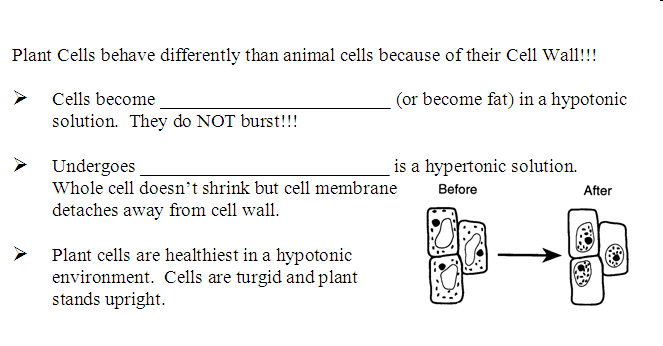 Plant Cells behave differently than animal cells because of their Cell Wall!!!
➢ Cells become __________________________ (or become fat) in a hypotonic
solution. They do NOT burst!!!
➢ Undergoes ____________________________ is a hypertonic solution.
Whole cell doesn't shrink but cell membrane
detaches away from cell wall.
Before After
➢ Plant cells are healthiest in a hypotonic
environment. Cells are turgid and plant
stands upright.